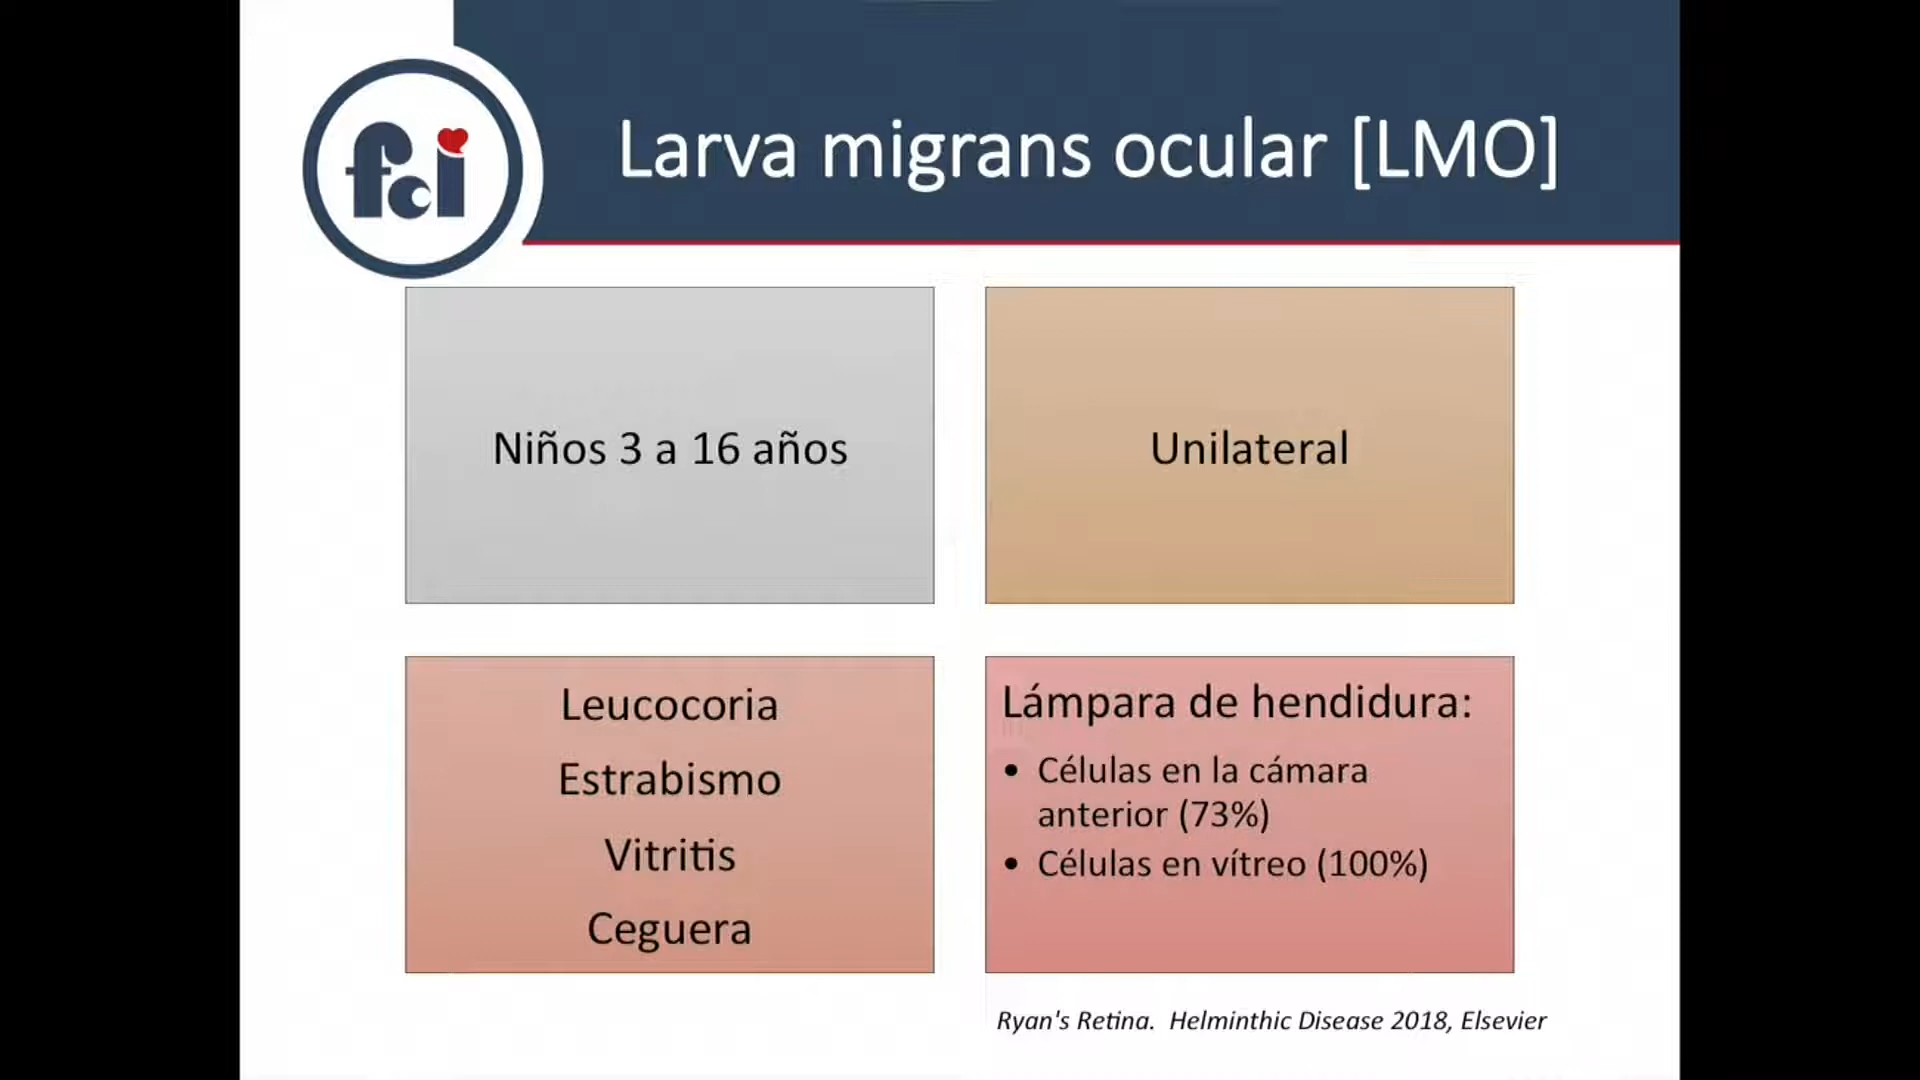 fci
Larva migrans ocular [LMO]
Niños 3 a 16 años
Unilateral
Leucocoria
Estrabismo
Vitritis
Ceguera
Lámpara de hendidura:
• Células en la cámara
anterior (73%)
• Células en vítreo (100%)
Ryan's Retina. Helminthic Disease 2018, Elsevier